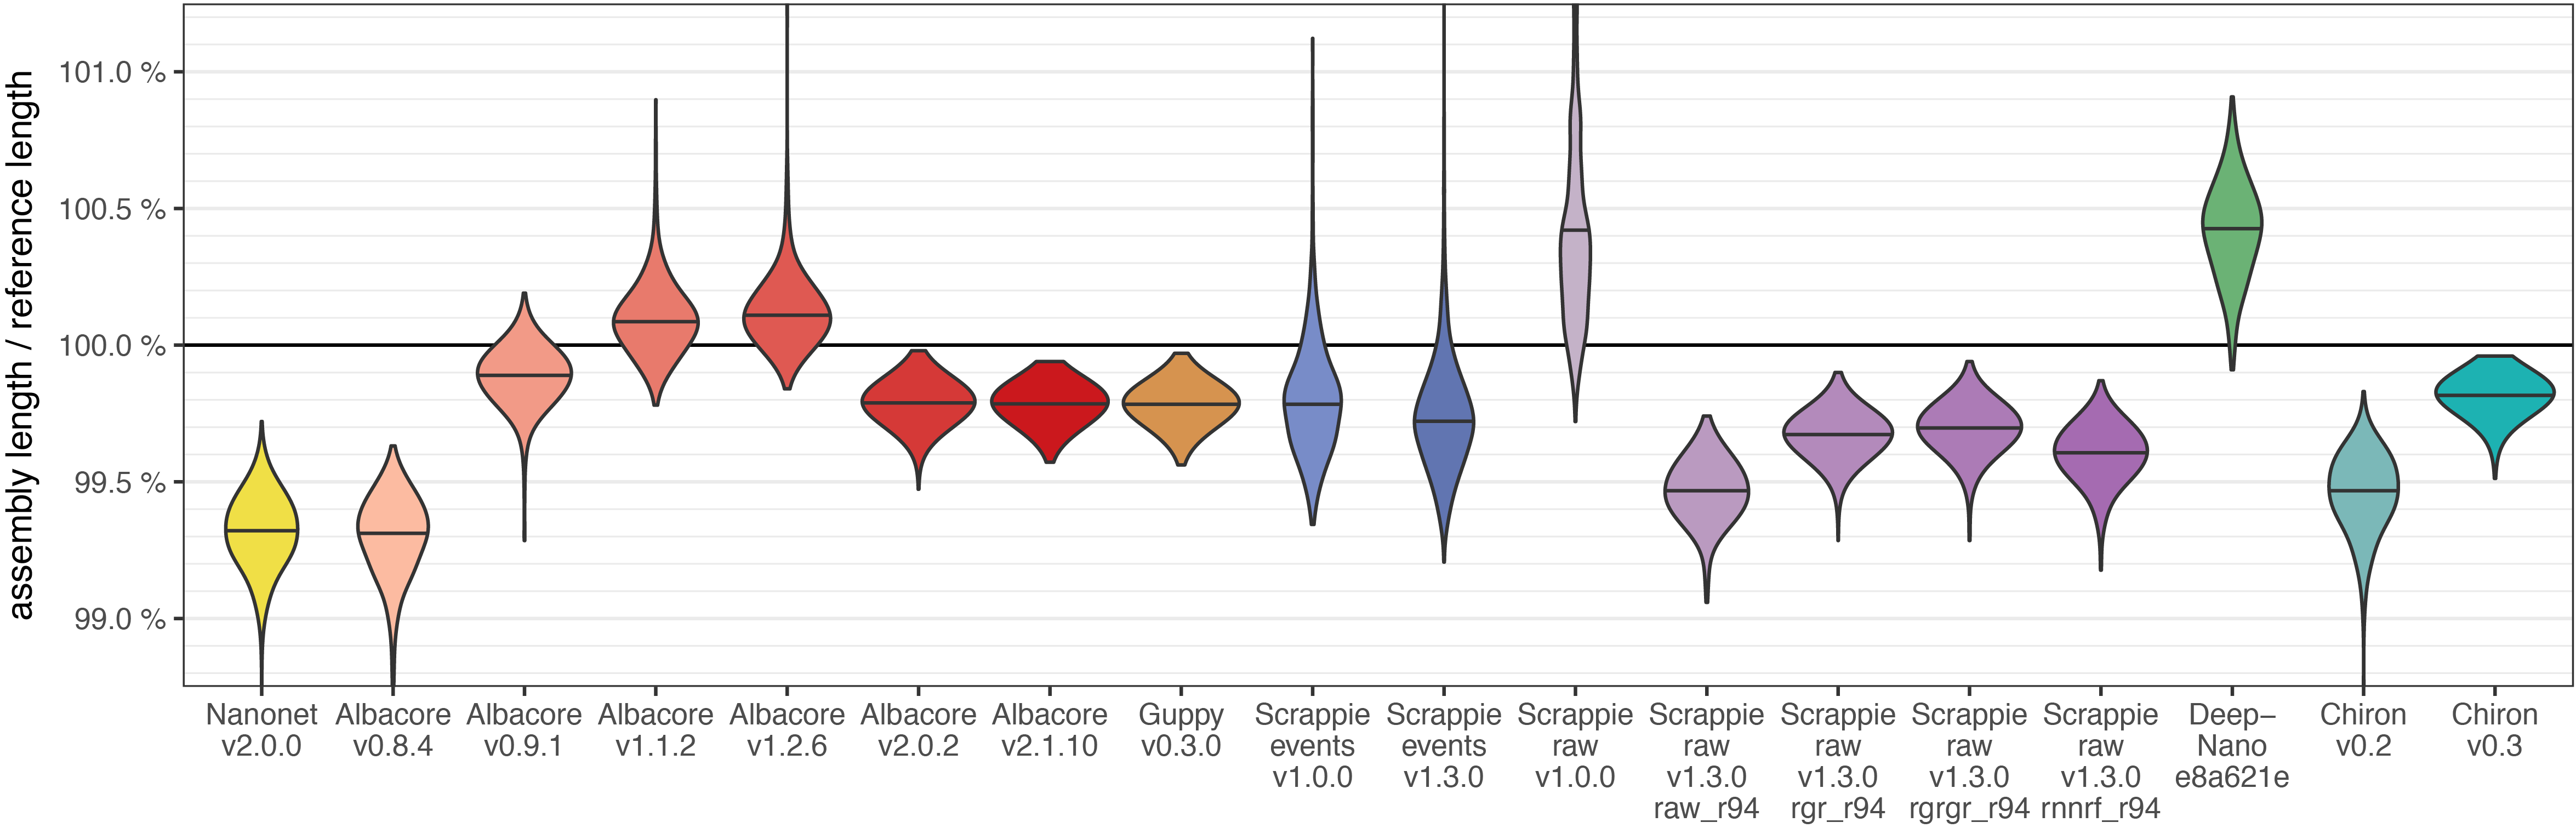 assembly length / reference length
101.0 %
100.5 %
100.0 %
99.5 %
99.0 %
Nanonet
v2.0.0
Albacore
v0.8.4
Albacore
v0.9.1
Albacore
v1.1.2
Albacore
v1.2.6
Albacore
v2.0.2
Albacore
v2.1.10
Guppy
v0.3.0
Scrappie
events
v1.0.0
Scrappie
events
v1.3.0
Scrappie
raw
v1.0.0
Scrappie
raw
v1.3.0
raw_r94
Scrappie
raw
v1.3.0
rgr_r94
Scrappie
raw
v1.3.0
rgrgr_r94
Scrappie
raw
v1.3.0
rnnrf_r94
Deep–
Nano
e8a621e
Chiron
v0.2
Chiron
v0.3